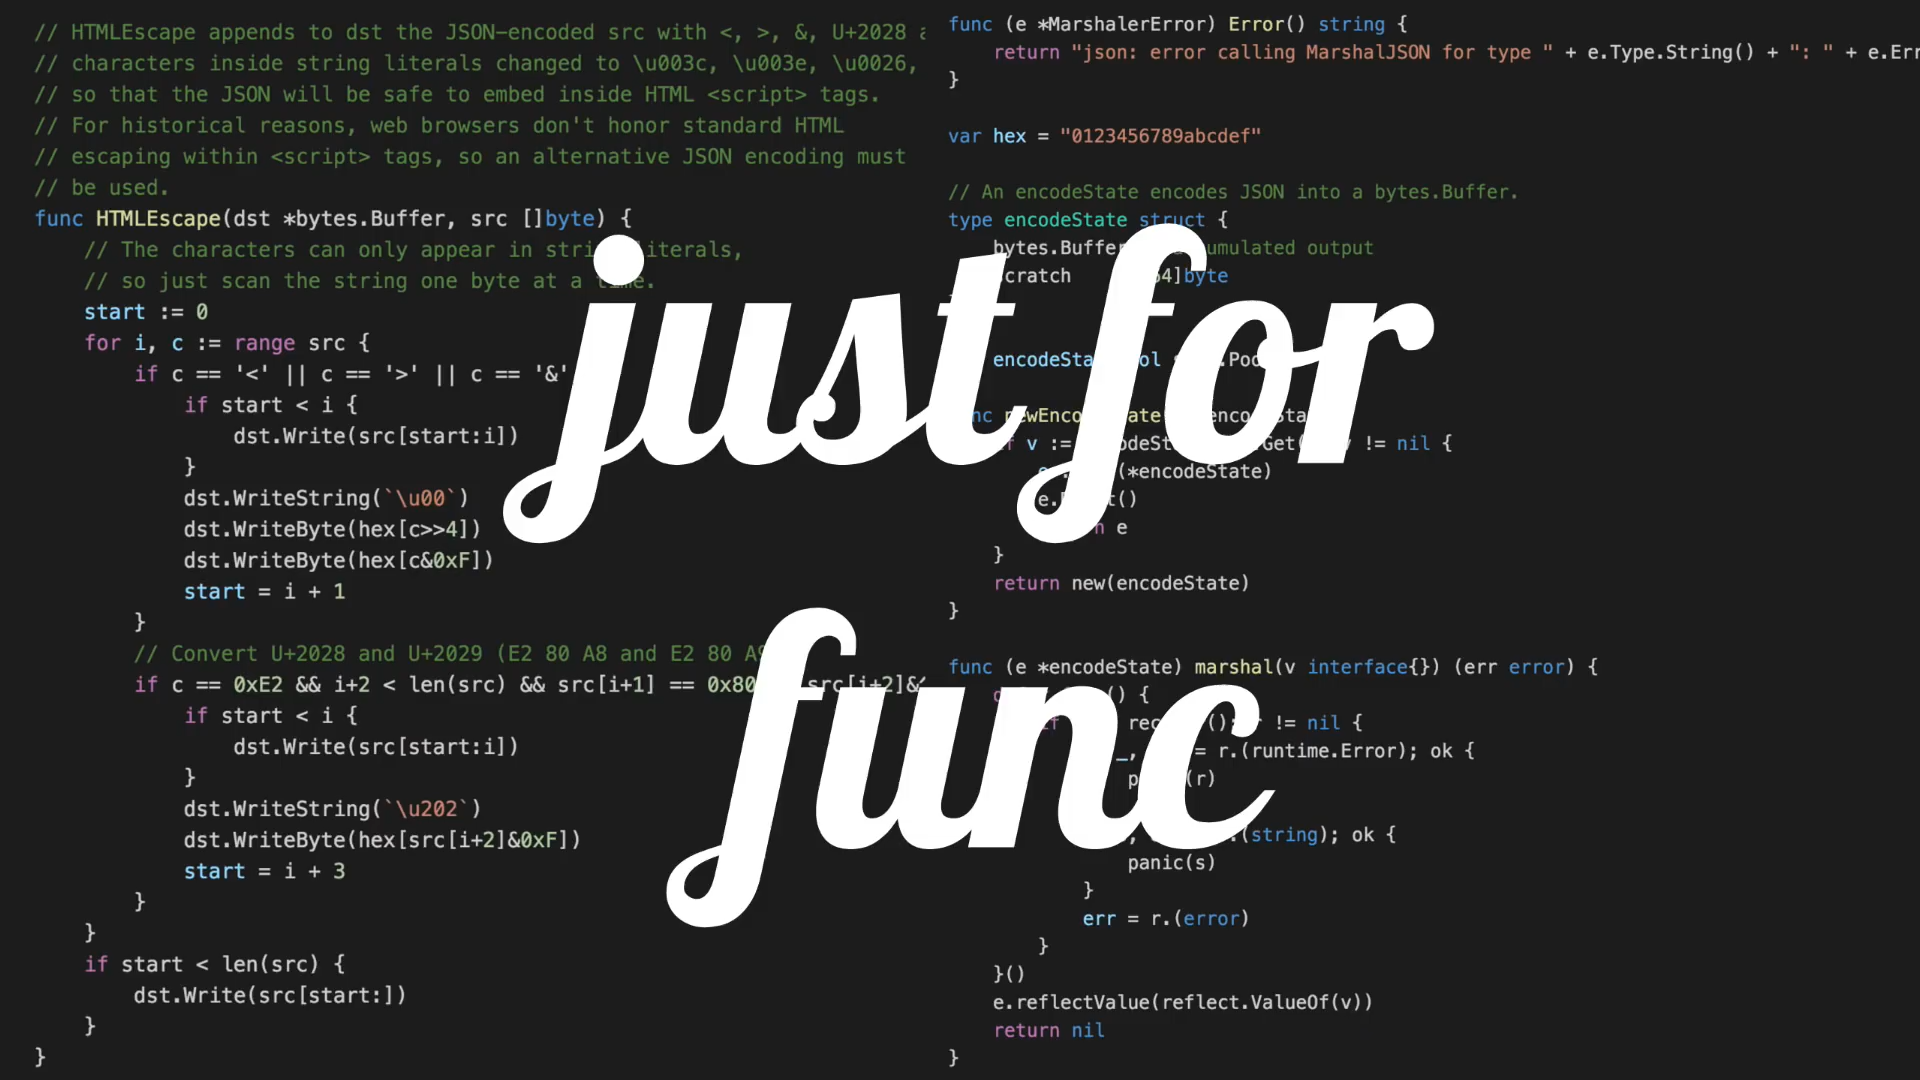 // HTMLEscape appends to dst the JSON-encoded src with <, >, &, U+2028
// characters inside string literals changed to \u003c, \u003e, \u0026,
// so that the JSON will be safe to embed inside HTML <script> tags.
// For historical reasons, web browsers don't honor standard HTML
// escaping within <script> tags, so an alternative JSON encoding must
// be used.
func HTMLEscape(dst *bytes.Buffer, src []byte) {
// The characters can only appear in literals,
// so just scan the string one byte at a time.
start := 0
for i, c := range src {
if c == '<' || c == '>' || c == '&'
if start < i {
dst.Write(src[start:i])
}
dst.WriteString(`\u00`)
dst.WriteByte(hex[c>>4])
dst.WriteByte(hex[c&0xF])
start = i + 1
}
// Convert U+2028 and U+2029 (E2 80 A8 and E2 80
if c == 0xE2 && i+2 < len(src) && src[i+1] == 0x80 src[i+2]&
if start < i {
dst.Write(src[start:i])
}
dst.WriteString(`\u202`)
dst.WriteByte(hex[src[i+2]&0xF])
start = i + 3
}
}
if start < len(src) {
dst.Write(src[start:])
}
}
func (e *MarshalerError) Error() string {
return "json: error calling MarshalJSON for type " + e.Type.String() + ": " + e.Err
}
var hex = "0123456789abcdef"
// An encodeState encodes JSON into a bytes.Buffer.
type encodeState struct {
bytes.Buffer output
]byte
v := != nil {
(*encodeState)
e
}
return new(encodeState)
}
func (e *encodeState) marshal(v interface{}) (err error) {
() {
!= nil {
= r.(runtime.Error); ok {
(r)
(string); ok {
panic(s)
}
err = r.(error)
}
}()
e.reflectValue(reflect.ValueOf(v))
return nil
}
just for
func